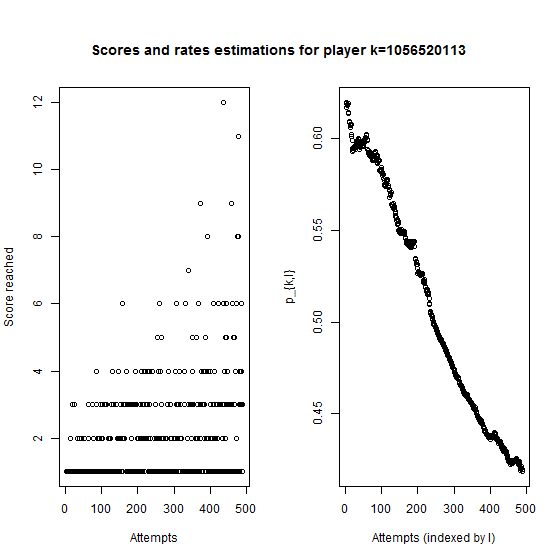 Scores and rates estimations for player k=1056520113
Score reached
12
10
8
6
4
2
0 100 200 300 400 500
Attempts
p_{k,l}
0.60
0.55
0.50
0.45
0 100 200 300 400 500
Attempts (indexed by l)